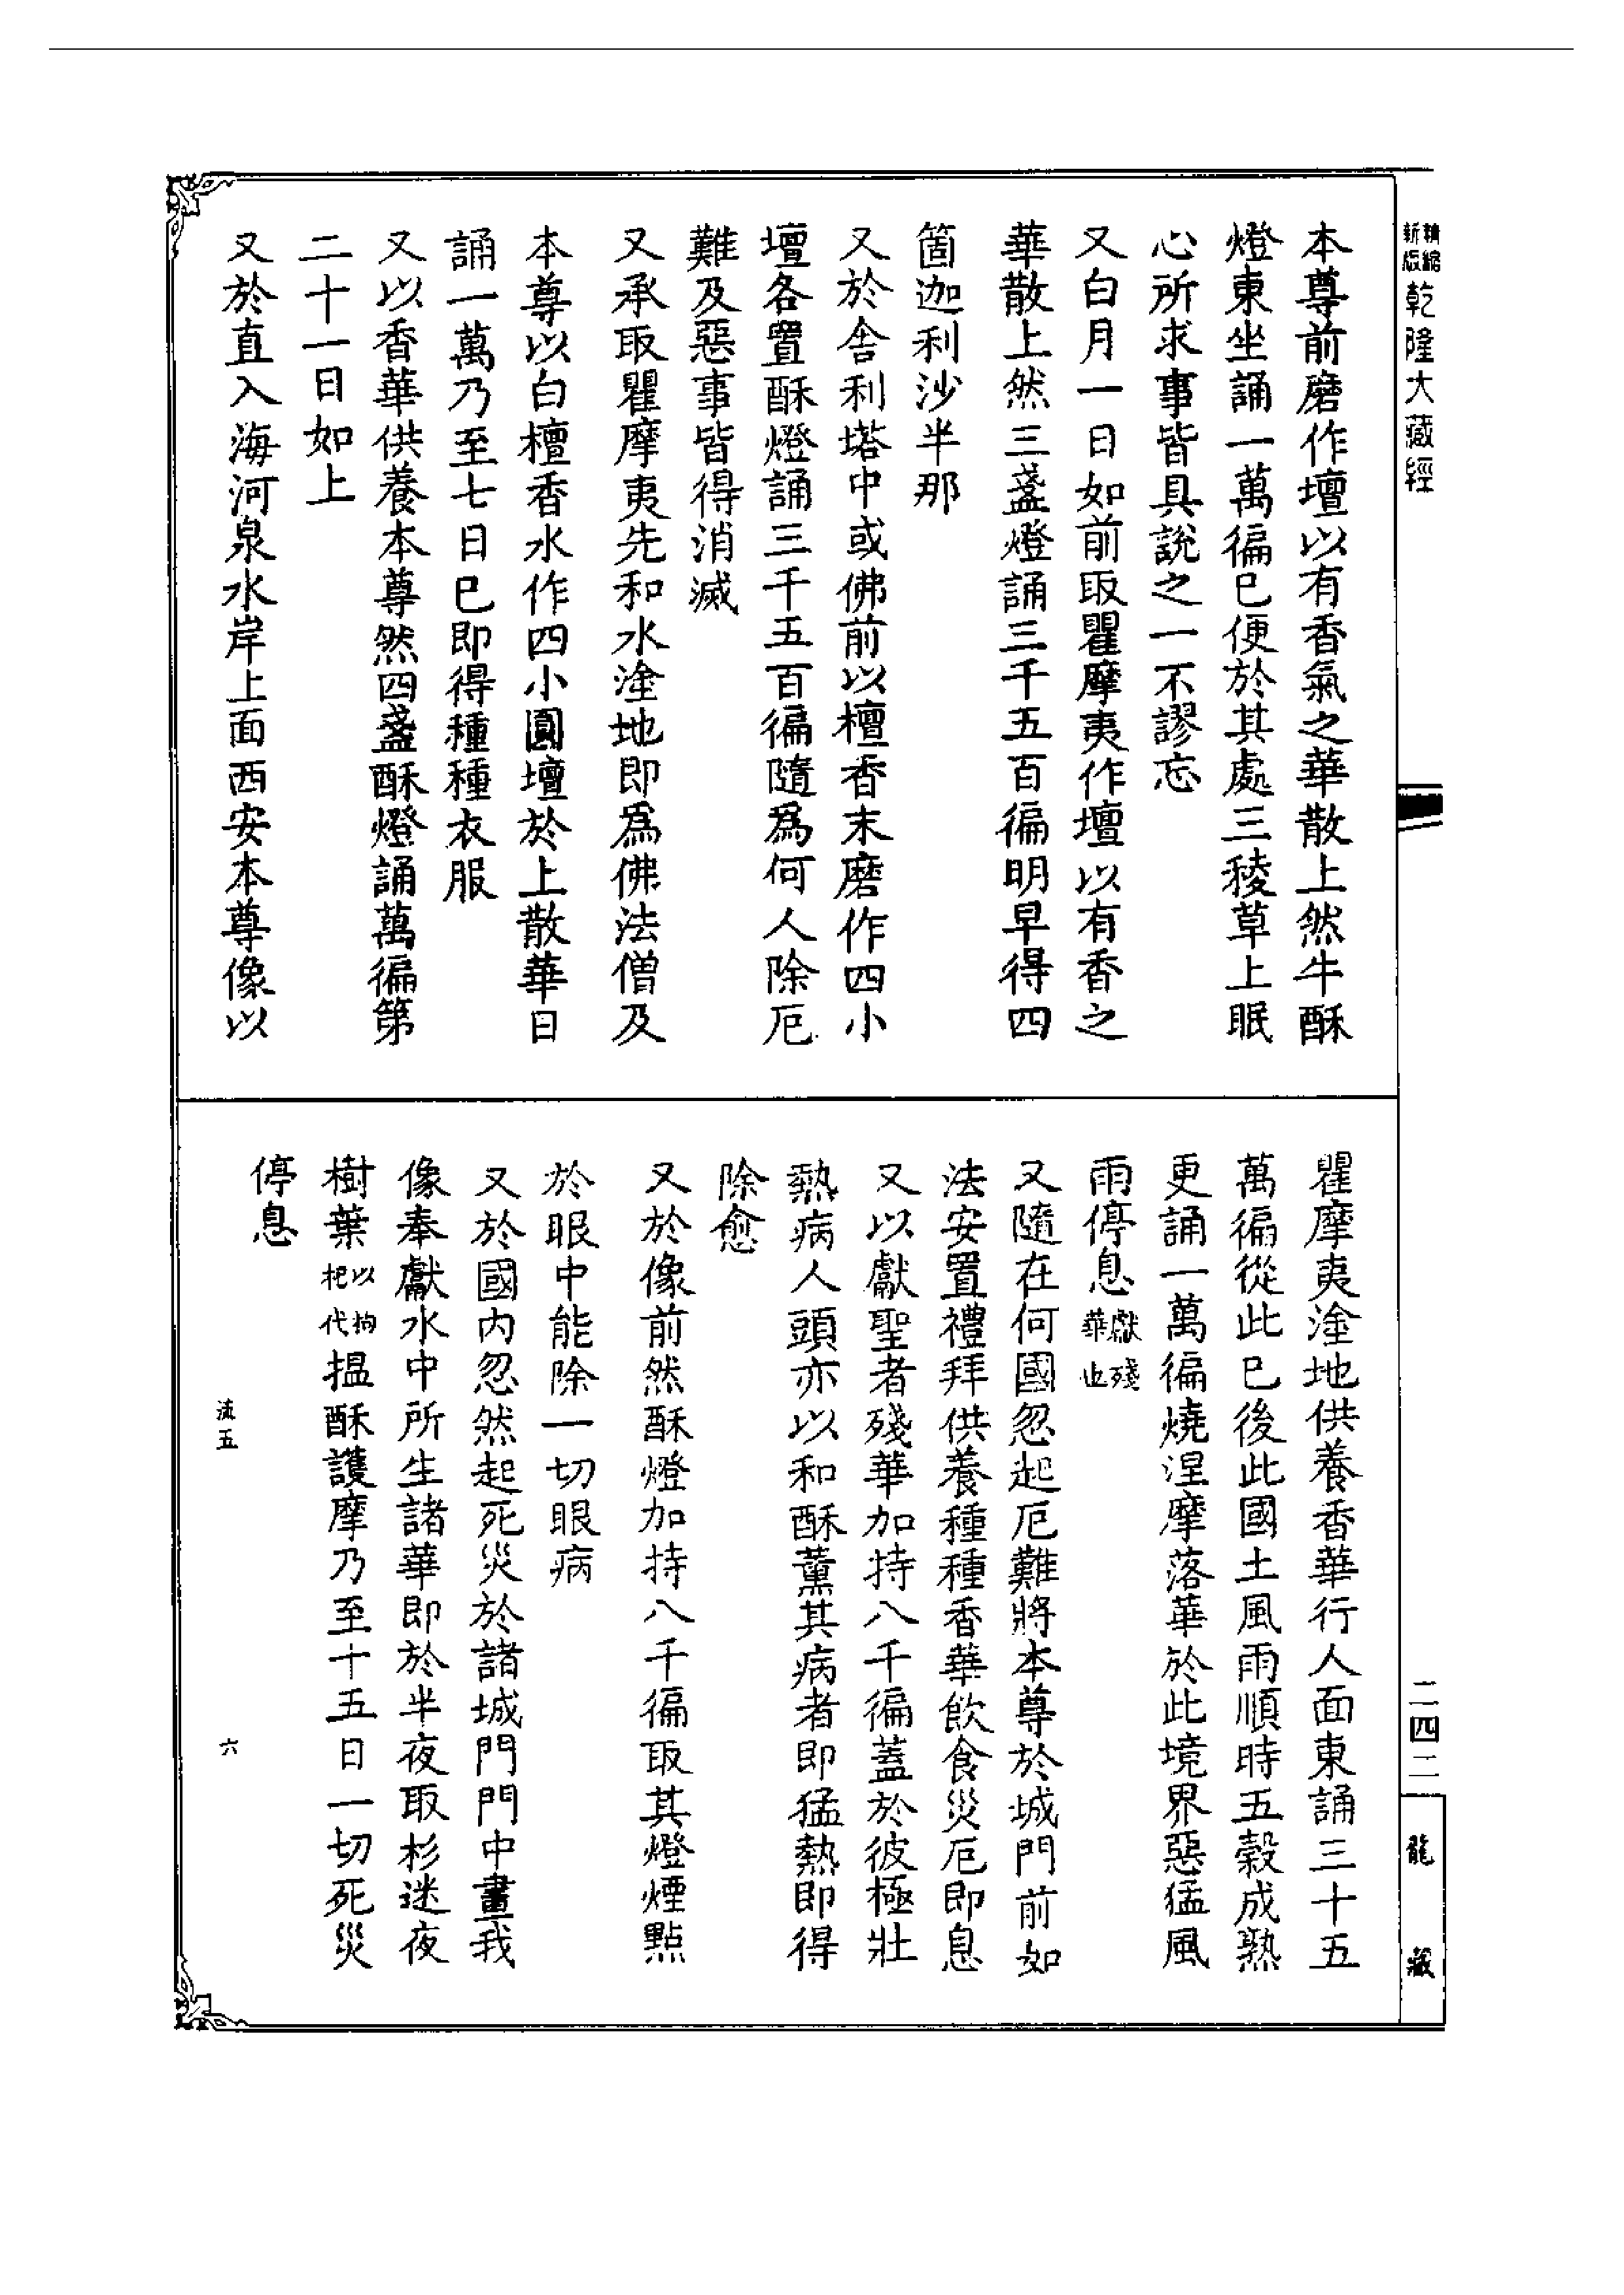 精縮新版乾隆大藏經
本尊前磨作壇以有香氣之華散上然牛酥
燈東坐誦一萬徧巳便於其處三稜草上眠
心所求事皆具說之一不謬忘
又白月一日如前取瞿摩夷作壇以有香之
華散上然三盞燈誦三千五百徧明早得四
箇迦利沙半那
又於舍利塔中或佛前以檀香末磨作四小
壇各置酥燈誦三千五百徧隨爲何人除厄
難及惡事皆得消滅
又承取瞿摩夷先和水塗地即爲佛法僧及
本尊以白檀香水作四小圓壇於上散華日
誦一萬乃至七日巳即得種種衣服
又以香華供養本尊然四盞酥燈誦萬徧第
二十一日如上
又於直入海河泉水岸上面西安本尊像以
瞿摩夷塗地供養香華行人面東誦三十五
萬徧從此巳後此國土風雨順時五穀成熟
更誦一萬徧燒涅摩落華於此境界惡猛風
雨停息獻殘華也
又隨在何國忽起厄難將本尊於城門前如
法安置禮拜供養種種香華飲食災厄即息
又以獻聖者殘華加持八千徧蓋於彼極壯
熱病人頭亦以和酥薰其病者即猛熱即得
除愈
又於像前然酥燈加持八千徧取其燈煙點
於眼中能除一切眼病
又於國內忽然起死災於諸城門門中畫我
像奉獻水中所生諸華即於半夜取杉迷夜
樹葉以枸杞代搵酥護摩乃至十五日一切死災
停息
流五
六
二四二
龍藏